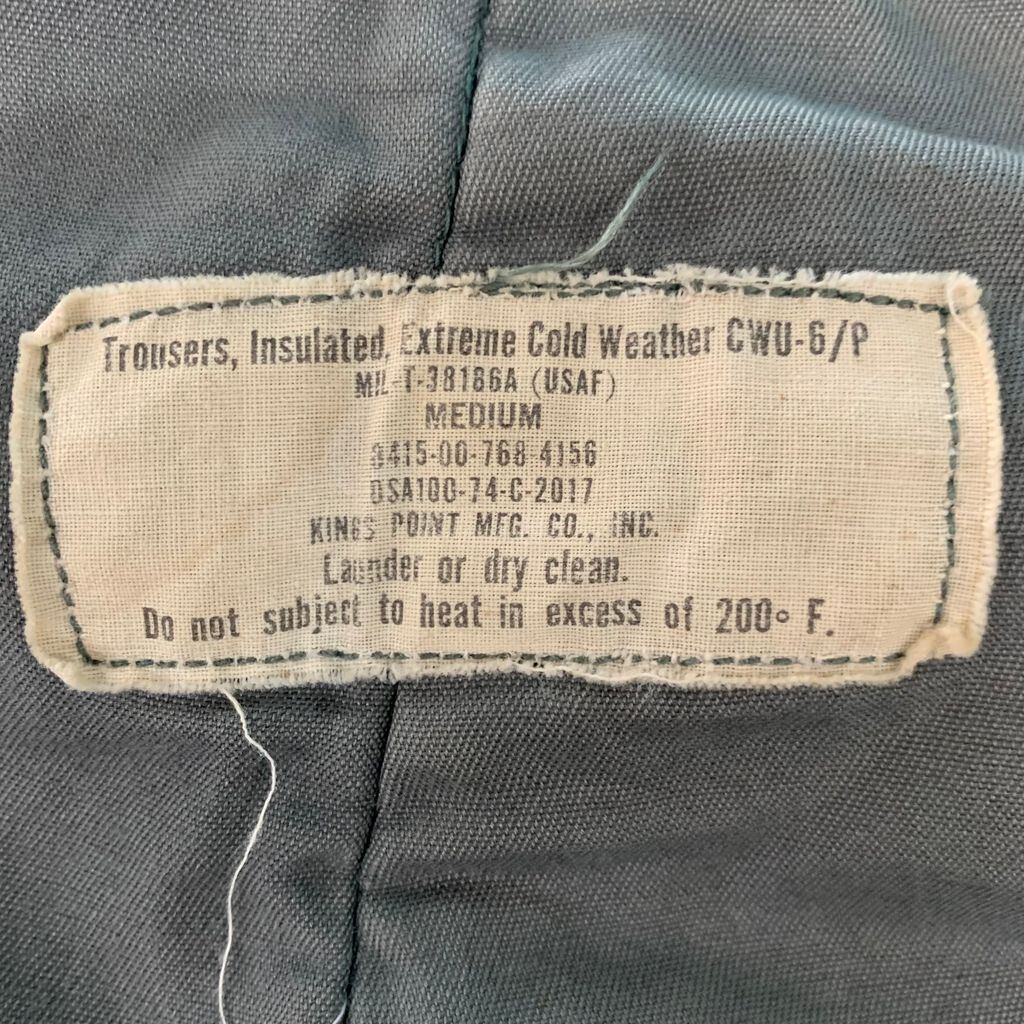 Trousers, Insulated, Extreme Cold Weather CWU-6/P
MIL-T-38186A (USAF)
MEDIUM
8415-00-768-4156
DSA100-74-C-2017
KINGS POINT MFG. CO., INC.
Launder or dry clean.
Do not subject to heat in excess of 200° F.